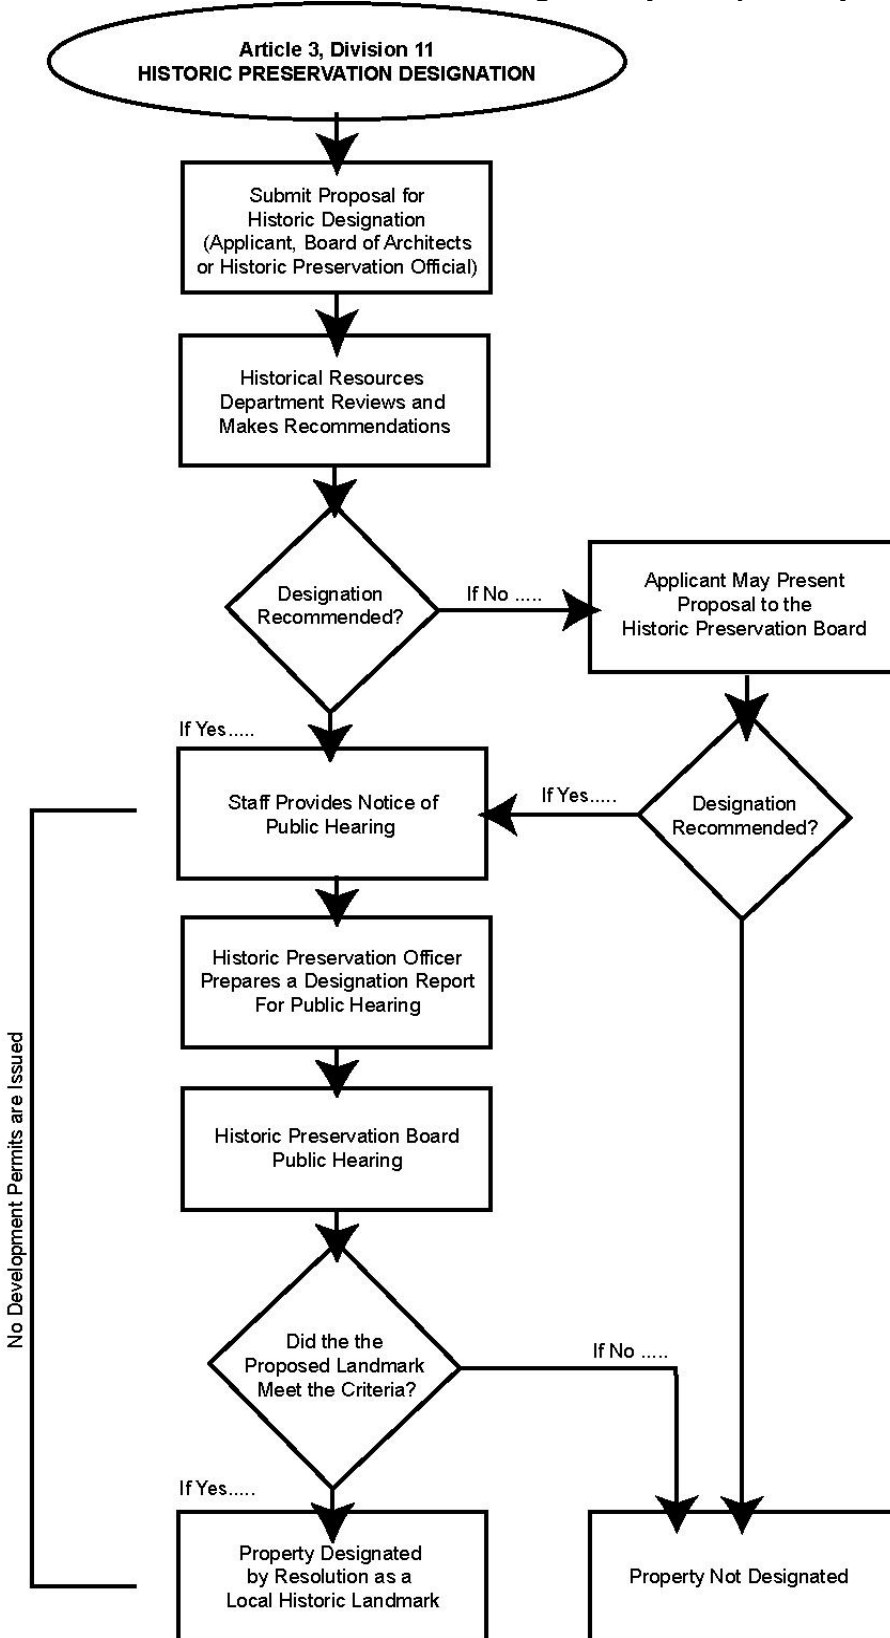 Article 3, Division 11
HISTORIC PRESERVATION DESIGNATION
Submit Proposal for
Historic Designation
(Applicant, Board of Architects
or Historic Preservation Official)
Historical Resources
Department Reviews and
Makes Recommendations
Designation
Recommended?
If No .....
Applicant May Present
Proposal to the
Historic Preservation Board
If Yes.....
Staff Provides Notice of
Public Hearing
If Yes.....
Designation
Recommended?
Historic Preservation Officer
Prepares a Designation Report
For Public Hearing
No Development Permits are Issued
Historic Preservation Board
Public Hearing
Did the the
Proposed Landmark
Meet the Criteria?
If No .....
If Yes.....
Property Designated
by Resolution as a
Local Historic Landmark
Property Not Designated